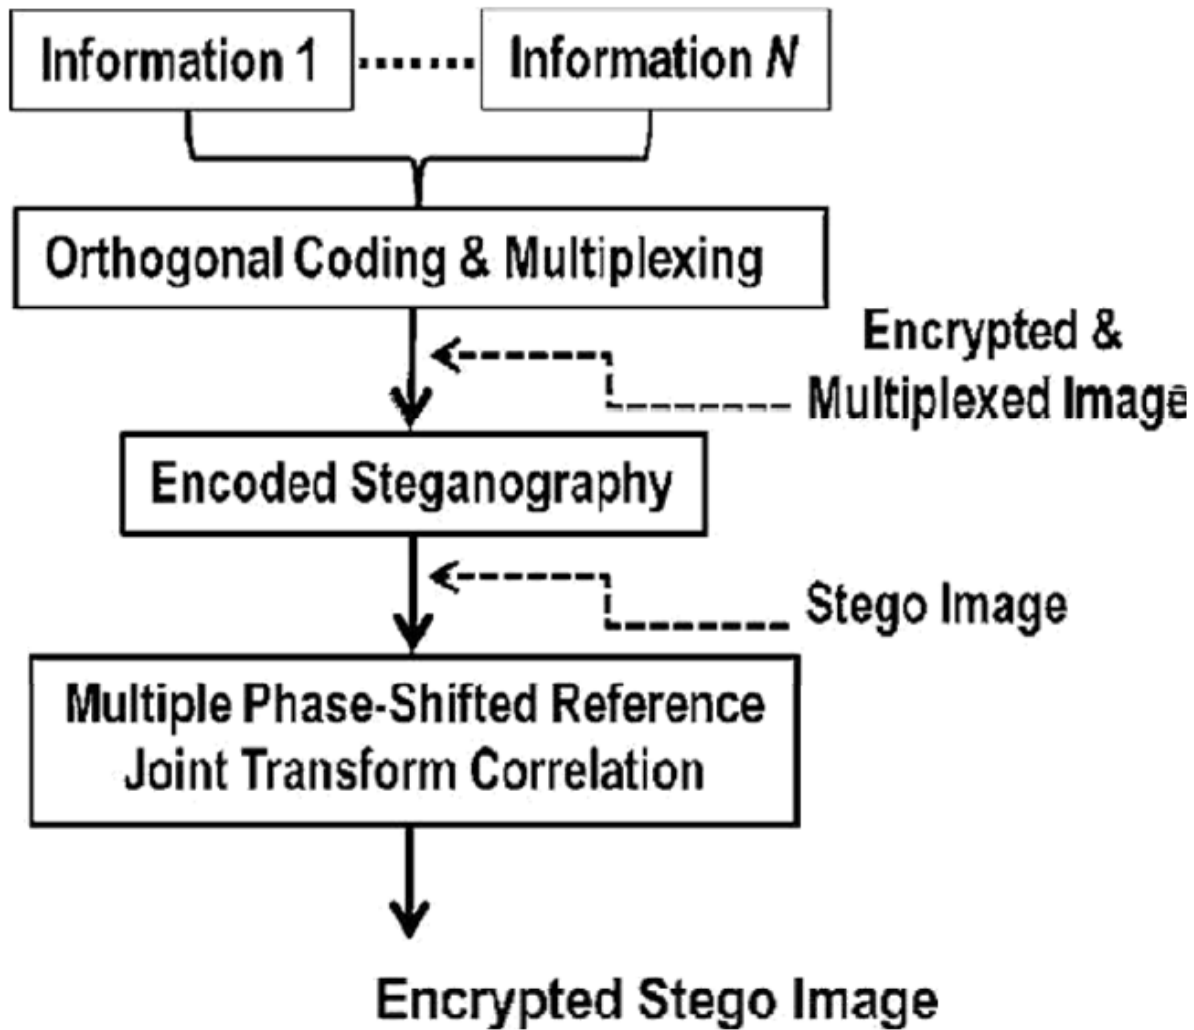 Information 1 ....... Information N
Orthogonal Coding & Multiplexing
Encrypted &
Multiplexed Image
Encoded Steganography
Stego Image
Multiple Phase-Shifted Reference
Joint Transform Correlation
Encrypted Stego Image